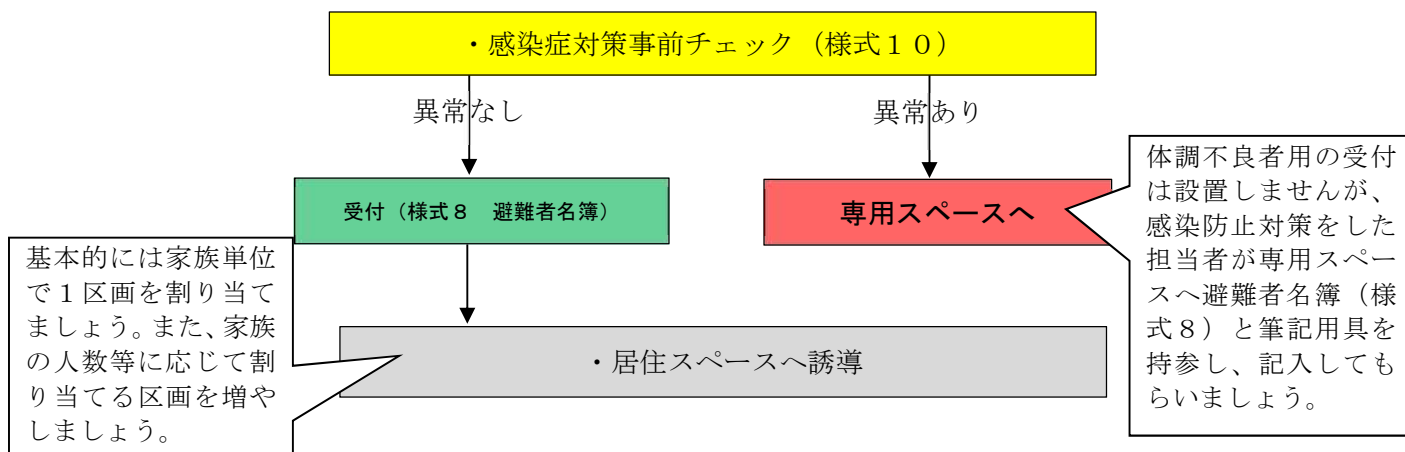 ・感染症対策事前チェック（様式１０）
異常なし
異常あり
受付（様式８　避難者名簿）
専用スペースへ
体調不良者用の受付
は設置しませんが、
感染防止対策をした
担当者が専用スペー
スへ避難者名簿（様
式８）と筆記用具を
持参し、記入しても
らいましょう。
基本的には家族単位
で１区画を割り当て
ましょう。また、家族
の人数等に応じて割
り当てる区画を増や
しましょう。
・居住スペースへ誘導